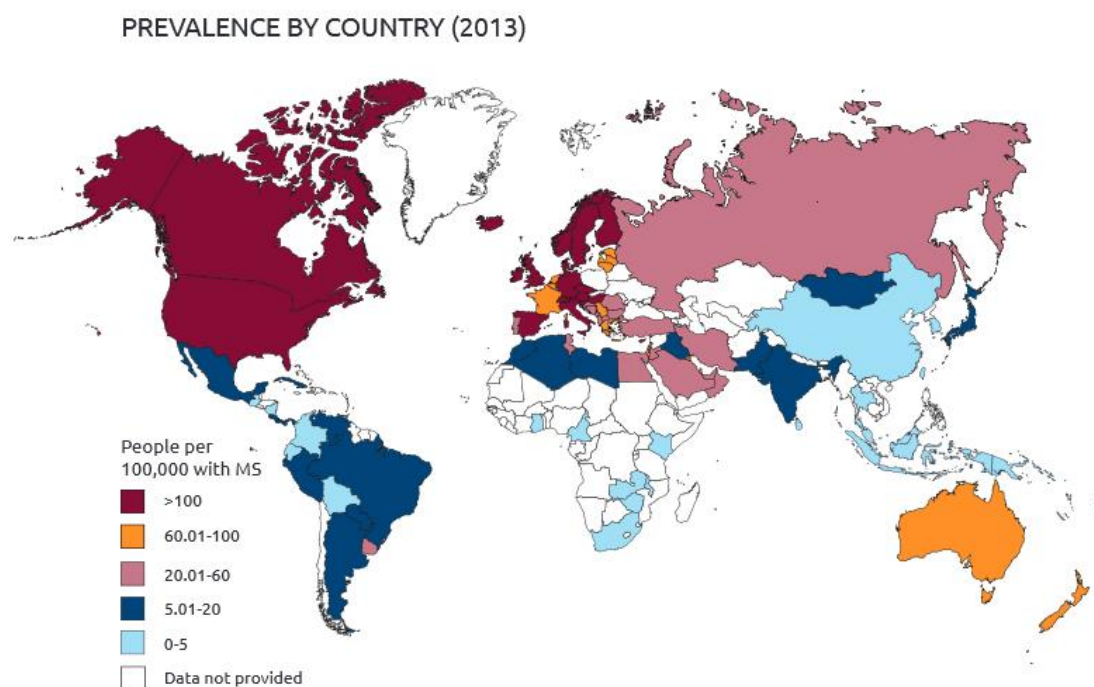 PREVALENCE BY COUNTRY (2013)
People per
100,000 with MS
>100
60.01-100
20.01-60
5.01-20
0-5
Data not provided